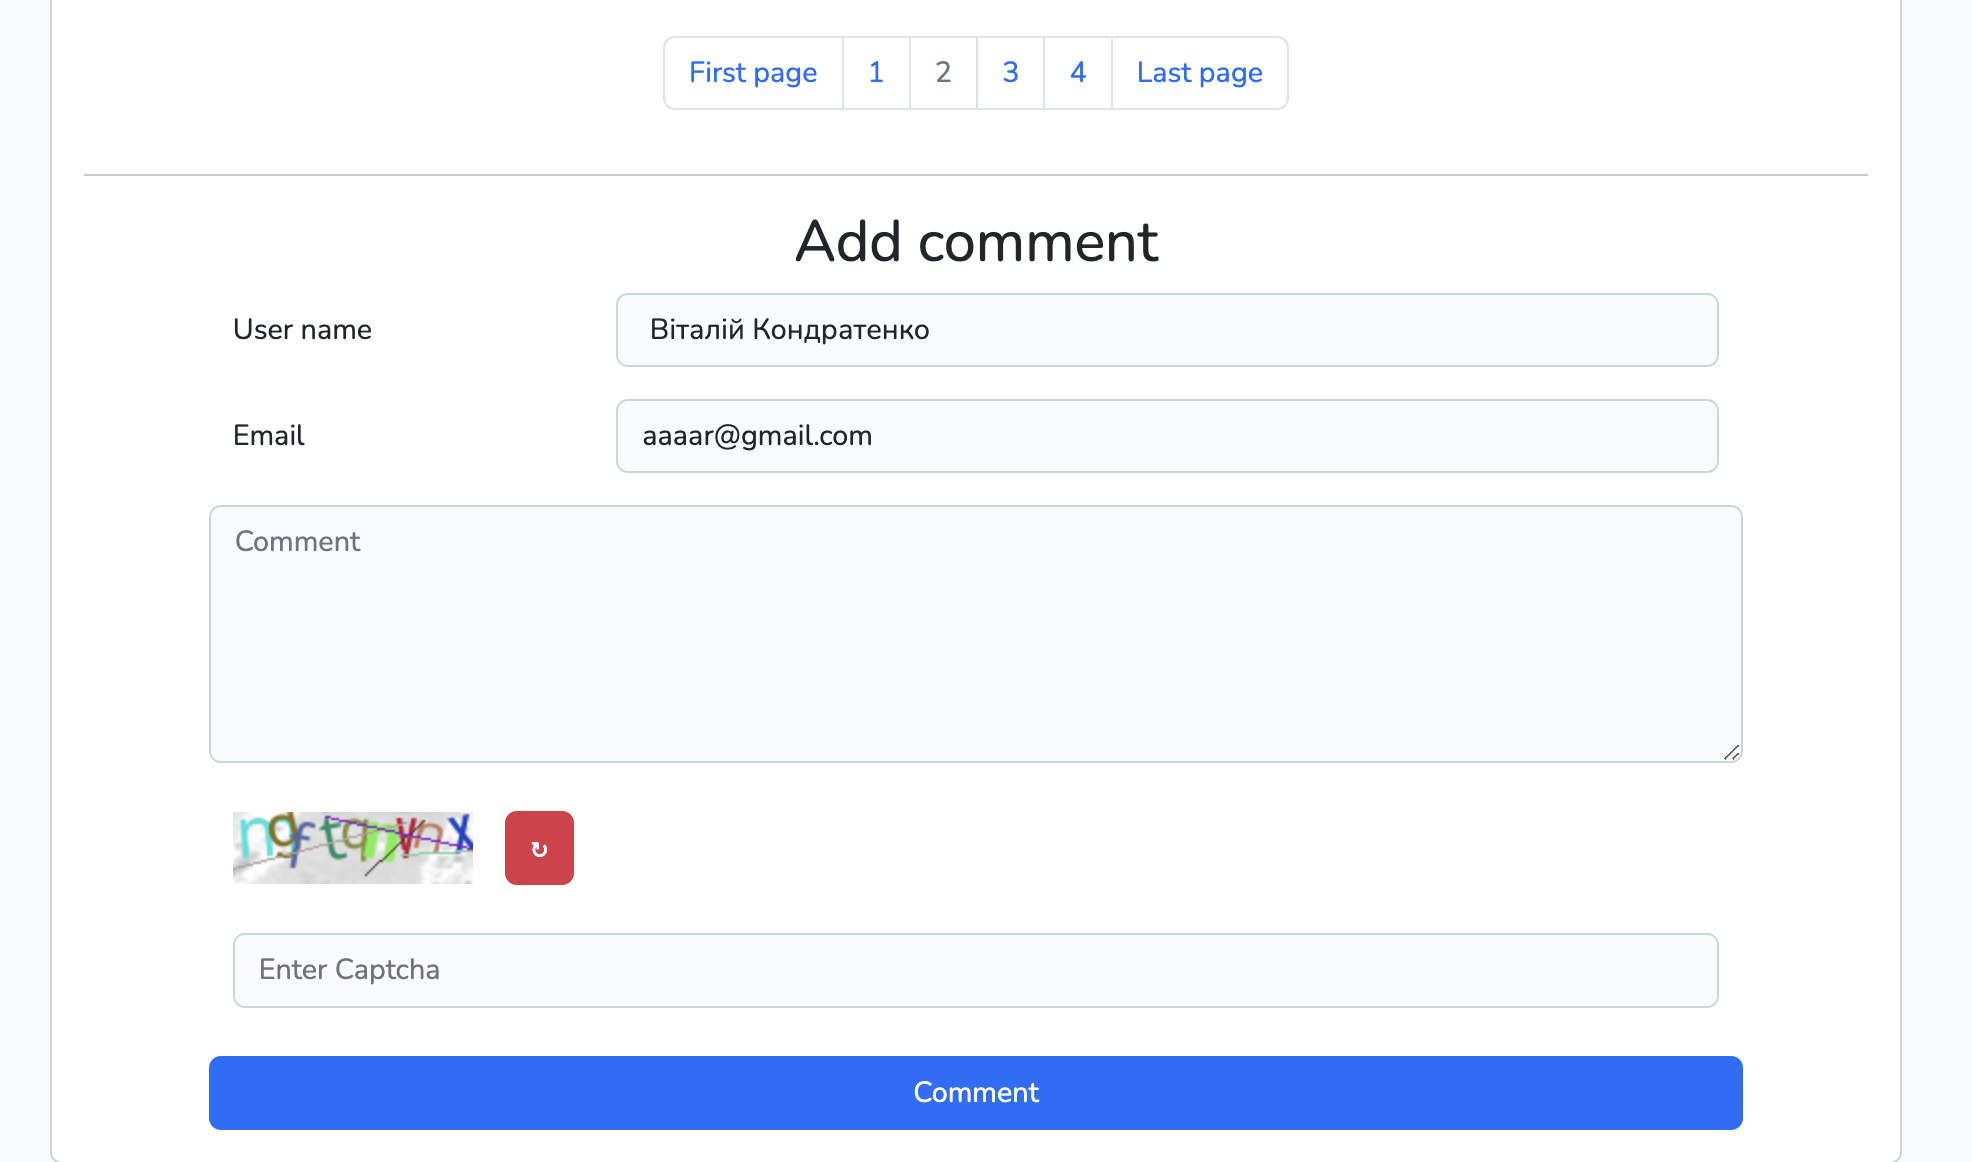 First page 1 2 3 4 Last page
Add comment
User name Віталій Кондратенко
Email aaaar@gmail.com
Comment
↻
Enter Captcha
Comment